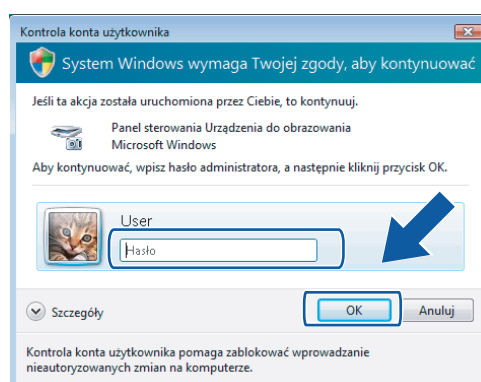 Kontrola konta użytkownika
System Windows wymaga Twojej zgody, aby kontynuować
Jeśli ta akcja została uruchomiona przez Ciebie, to kontynuuj.
Panel sterowania Urządzenia do obrazowania
Microsoft Windows
Aby kontynuować, wpisz hasło administratora, a następnie kliknij przycisk OK.
User
Hasło
Szczegóły
OK
Anuluj
Kontrola konta użytkownika pomaga zablokować wprowadzanie
nieautoryzowanych zmian na komputerze.